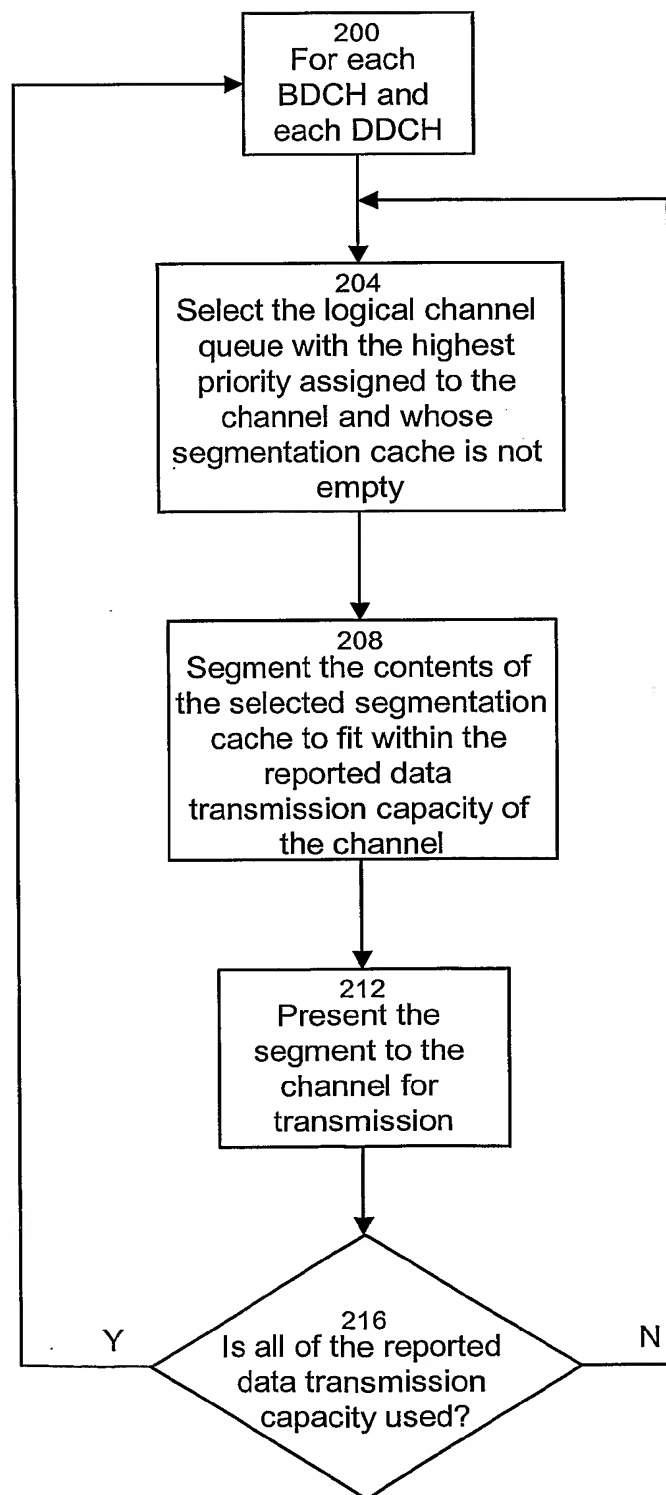 200
For each
BDCH and
each DDCH
204
Select the logical channel
queue with the highest
priority assigned to the
channel and whose
segmentation cache is not
empty
208
Segment the contents of
the selected segmentation
cache to fit within the
reported data
transmission capacity of
the channel
212
Present the
segment to the
channel for
transmission
216
Is all of the reported
data transmission
capacity used?
Y
N